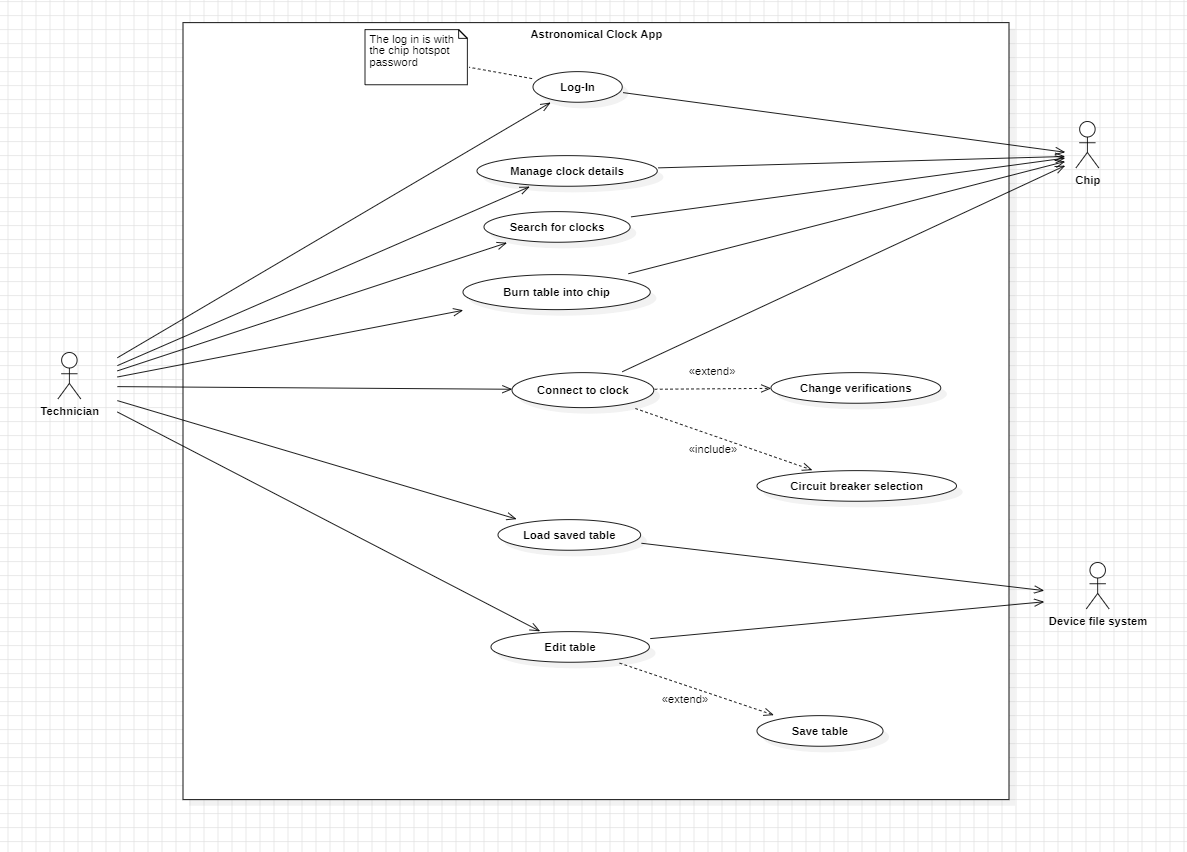 Astronomical Clock App
The log in is with
the chip hotspot
password
Log-In
Manage clock details
Chip
Search for clocks
Burn table into chip
Technician
Connect to clock
«extend»
Change verifications
«include»
Circuit breaker selection
Load saved table
Device file system
Edit table
«extend»
Save table